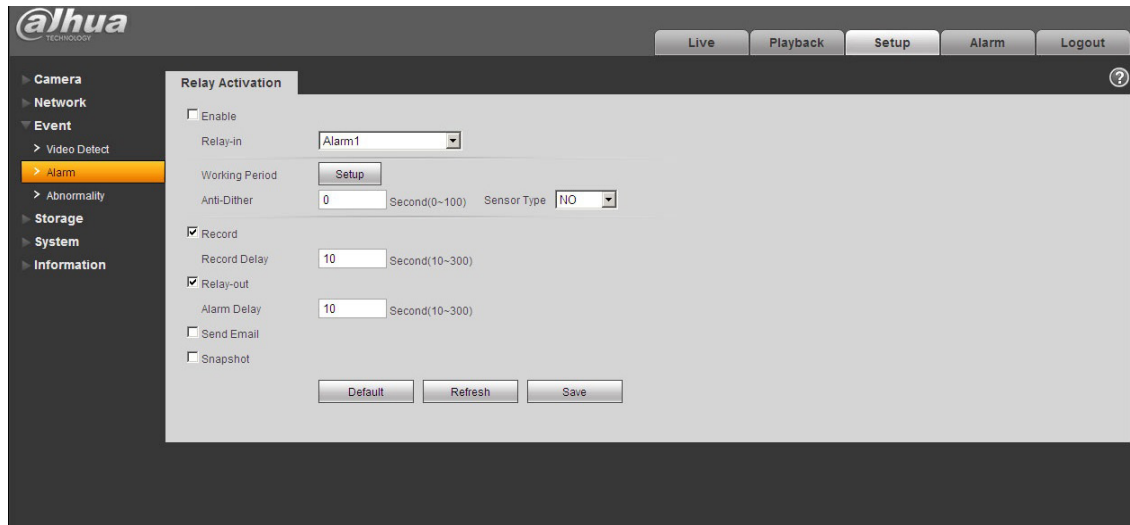 alhua
TECHNOLOGY
Live Playback Setup Alarm Logout
Camera
Network
Event
> Video Detect
> Alarm
> Abnormality
Storage
System
Information
Relay Activation
?
Enable
Relay-in Alarm1
Working Period Setup
Anti-Dither 0 Second(0~100) Sensor Type NO
Record
Record Delay 10 Second(10~300)
Relay-out
Alarm Delay 10 Second(10~300)
Send Email
Snapshot
Default Refresh Save